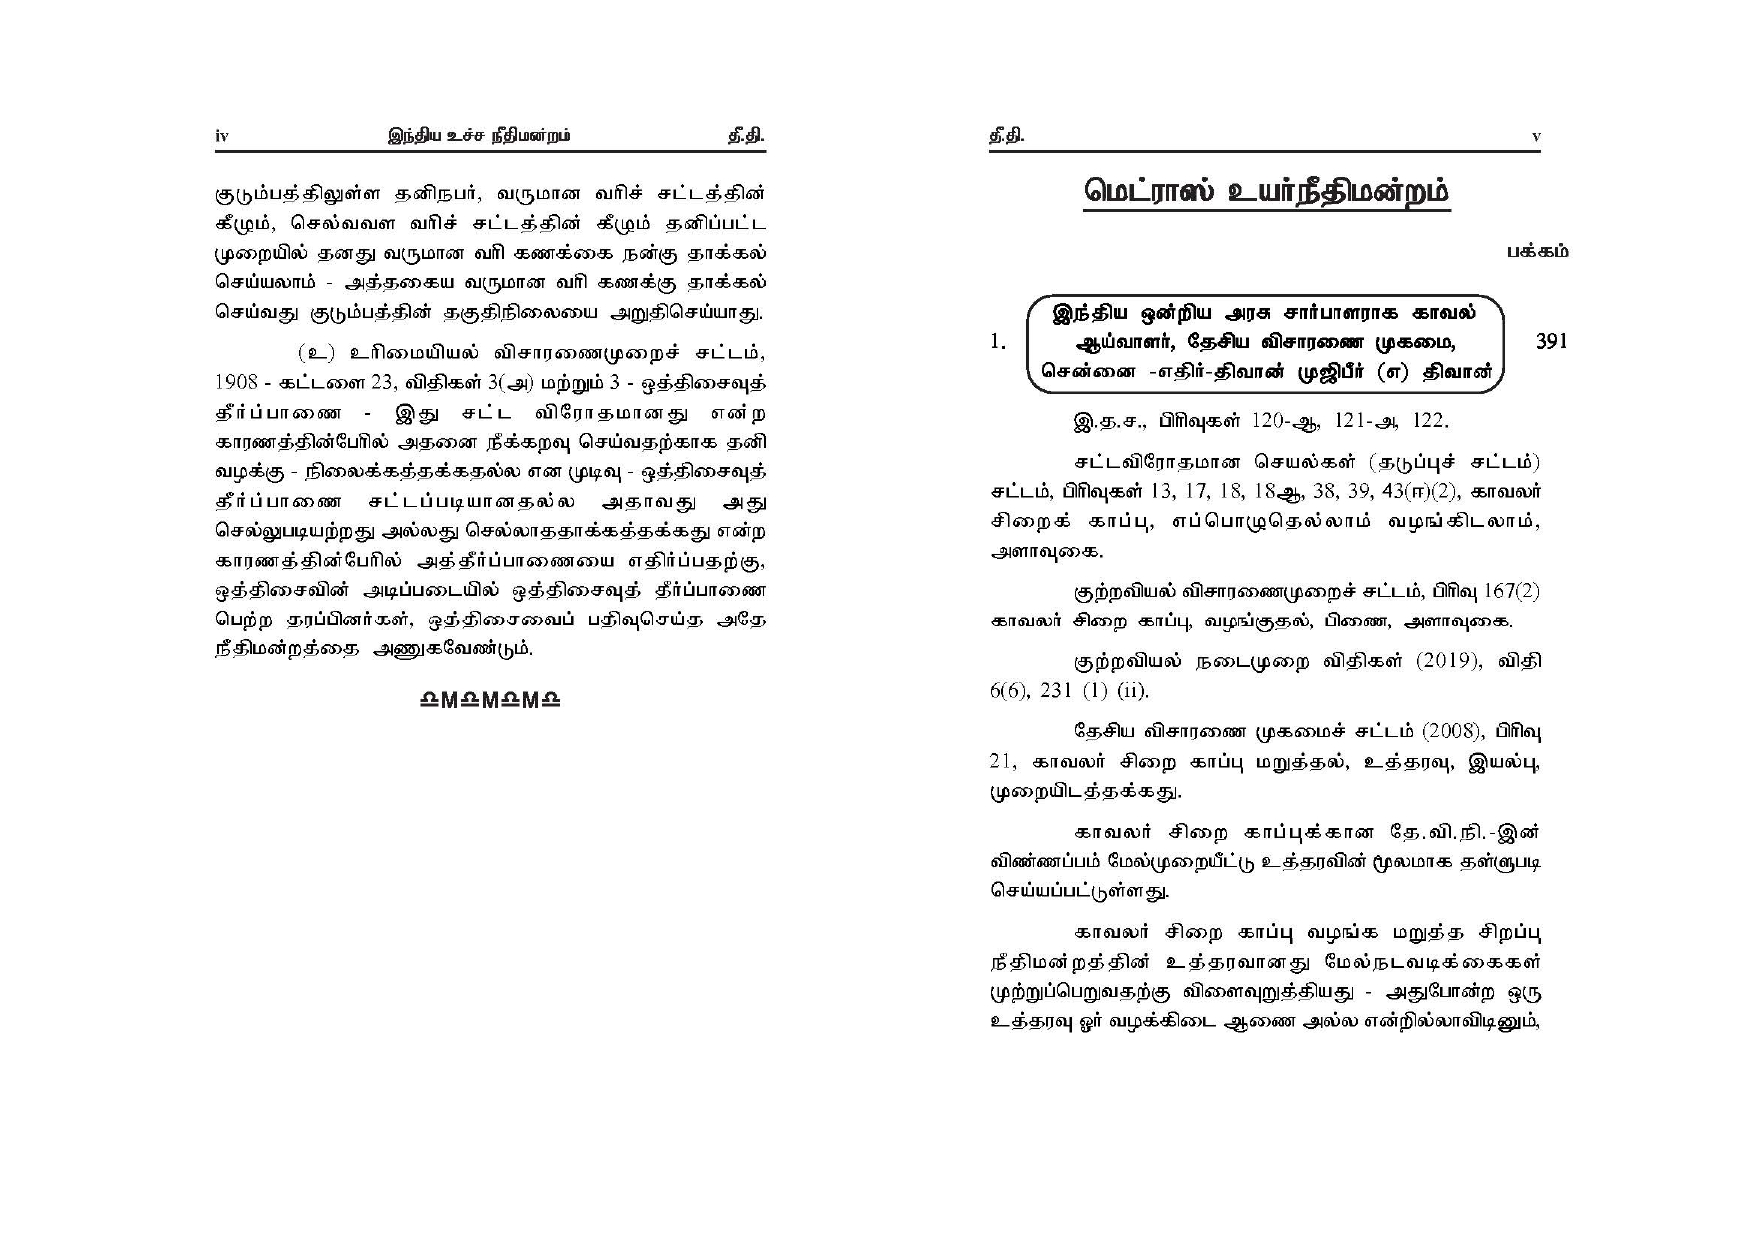 iv இந்திய உச்ச நீதிமன்றம் தீ.தி.
குடும்பத்திலுள்ள தனிநபர், வருமான வரிச் சட்டத்தின்
கீழும், செல்வவள வரிச் சட்டத்தின் கீழும் தனிப்பட்ட
முறையில் தனது வருமான வரி கணக்கை நன்கு தாக்கல்
செய்யலாம் - அத்தகைய வருமான வரி கணக்கு தாக்கல்
செய்வது குடும்பத்தின் தகுதிநிலையை அறுதிசெய்யாது.
(உ) உரிமையியல் விசாரணைமுறைச் சட்டம்,
1908 - கட்டளை 23, விதிகள் 3(அ) மற்றும் 3 - ஒத்திசைவுத்
தீர்ப்பாணை - இது சட்ட விரோதமானது என்ற
காரணத்தின்பேரில் அதனை நீக்கறவு செய்வதற்காக தனி
வழக்கு - நிலைக்கத்தக்கதல்ல என முடிவு - ஒத்திசைவுத்
தீர்ப்பாணை சட்டப்படியானதல்ல அதாவது அது
செல்லுபடியற்றது அல்லது செல்லாததாக்கத்தக்கது என்ற
காரணத்தின்பேரில் அத்தீர்ப்பாணையை எதிர்ப்பதற்கு,
ஒத்திசைவின் அடிப்படையில் ஒத்திசைவுத் தீர்ப்பாணை
பெற்ற தரப்பினர்கள், ஒத்திசைவைப் பதிவுசெய்த அதே
நீதிமன்றத்தை அணுகவேண்டும்.
♎M♎M♎M♎
தீ.தி. v
மெட்ராஸ் உயர்நீதிமன்றம்
பக்கம்
இந்திய ஒன்றிய அரசு சார்பாளராக காவல்
1. ஆய்வாளர், தேசிய விசாரணை முகமை, 391
சென்னை -எதிர்-திவான் முஜிபீர் (எ) திவான்
இ.த.ச., பிரிவுகள் 120-ஆ, 121-அ, 122.
சட்டவிரோதமான செயல்கள் (தடுப்புச் சட்டம்)
சட்டம், பிரிவுகள் 13, 17, 18, 18ஆ, 38, 39, 43(ஈ)(2), காவலர்
சிறைக் காப்பு, எப்பொழுதெல்லாம் வழங்கிடலாம்,
அளாவுகை.
குற்றவியல் விசாரணைமுறைச் சட்டம், பிரிவு 167(2)
காவலர் சிறை காப்பு, வழங்குதல், பிணை, அளாவுகை.
குற்றவியல் நடைமுறை விதிகள் (2019), விதி
6(6), 231 (1) (ii).
தேசிய விசாரணை முகமைச் சட்டம் (2008), பிரிவு
21, காவலர் சிறை காப்பு மறுத்தல், உத்தரவு, இயல்பு,
முறையிடத்தக்கது.
காவலர் சிறை காப்புக்கான தே.வி.நி.-இன்
விண்ணப்பம் மேல்முறையீட்டு உத்தரவின் மூலமாக தள்ளுபடி
செய்யப்பட்டுள்ளது.
காவலர் சிறை காப்பு வழங்க மறுத்த சிறப்பு
நீதிமன்றத்தின் உத்தரவானது மேல்நடவடிக்கைகள்
முற்றுப்பெறுவதற்கு விளைவுறுத்தியது - அதுபோன்ற ஒரு
உத்தரவு ஓர் வழக்கிடை ஆணை அல்ல என்றில்லாவிடினும்,